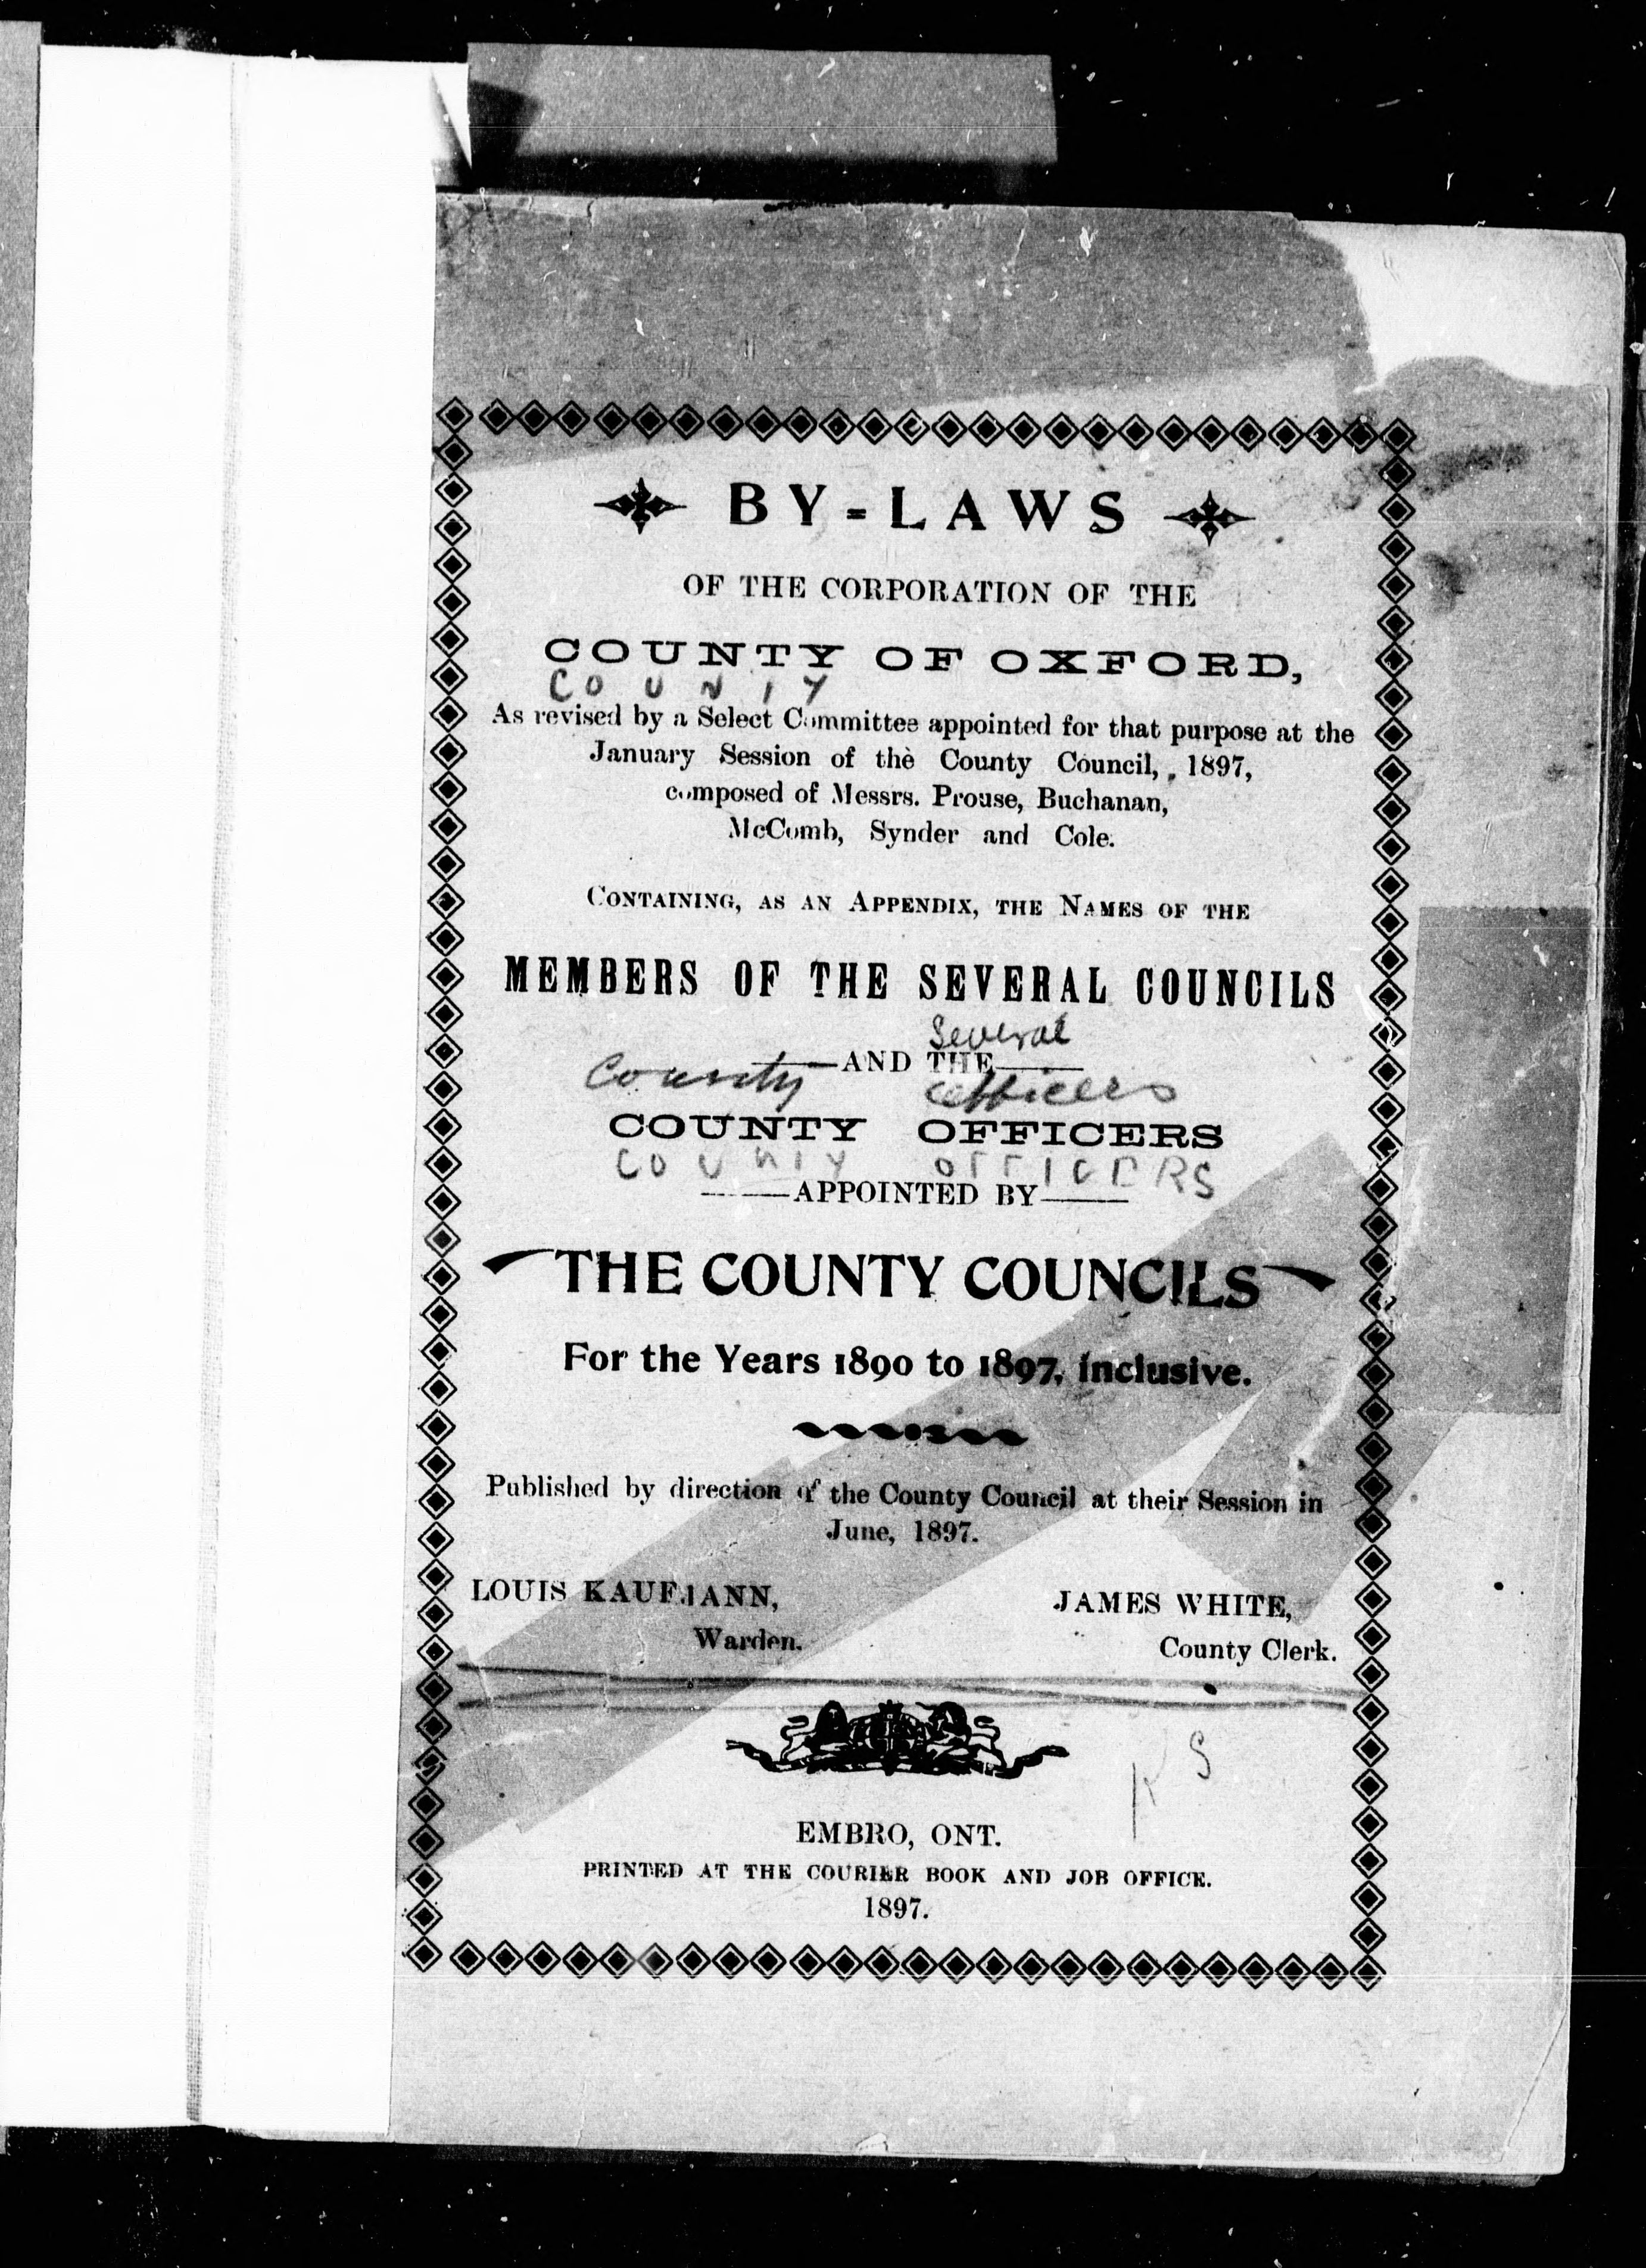 BY-LAWS
OF THE CORPORATION OF THE
COUNTY OF OXFORD,
COUNTY
As revised by a Select Committee appointed for that purpose at the
January Session of the County Council, 1897,
composed of Messrs. Prouse, Buchanan,
McComb, Synder and Cole.
CONTAINING, AS AN APPENDIX, THE NAMES OF THE
MEMBERS OF THE SEVERAL COUNCILS
Several
AND THE
County officers
COUNTY OFFICERS
COUNTY OFFICERS
APPOINTED BY
THE COUNTY COUNCILS
For the Years 1890 to 1897, inclusive.
Published by direction of the County Council at their Session in
June, 1897.
LOUIS KAUFMANN, JAMES WHITE,
Warden. County Clerk.
K S
EMBRO, ONT.
PRINTED AT THE COURIER BOOK AND JOB OFFICE.
1897.